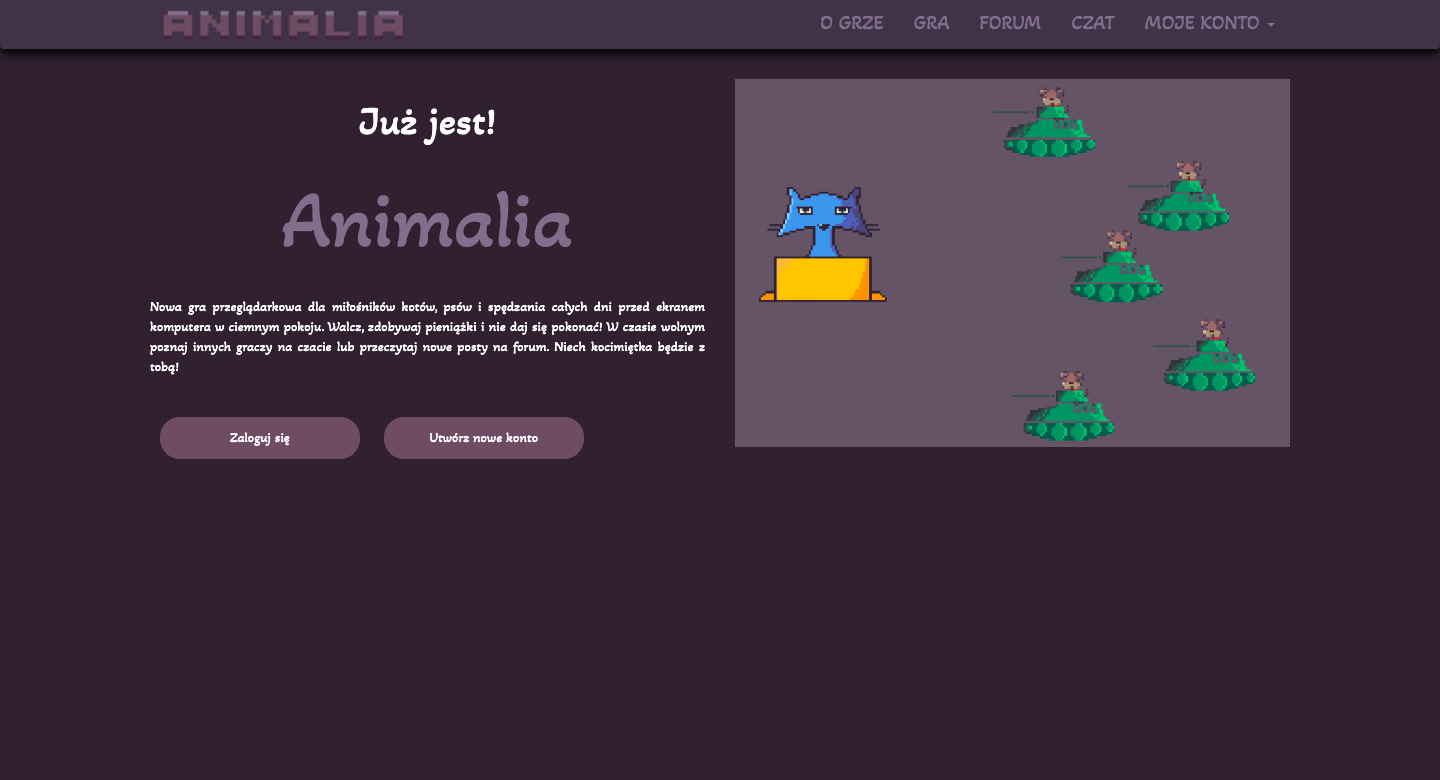 ANIMALIA
O GRZE GRA FORUM CZAT MOJE KONTO
Już jest!
Animalia
Nowa gra przeglądarkowa dla miłośników kotów, psów i spędzania całych dni przed ekranem
komputera w ciemnym pokoju. Walcz, zdobywaj pieniążki i nie daj się pokonać! W czasie wolnym
poznaj innych graczy na czacie lub przeczytaj nowe posty na forum. Niech kocimiętka będzie z
tobą!
Zaloguj się Utwórz nowe konto